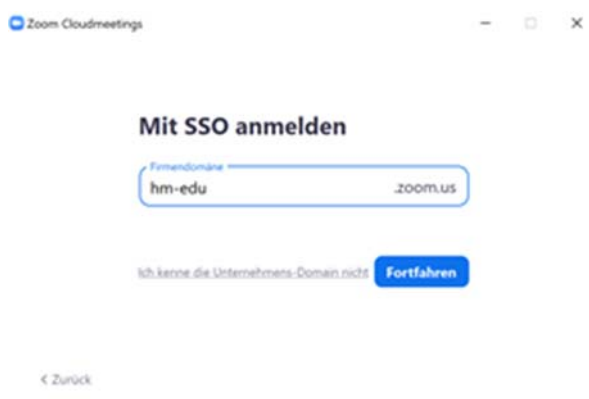 Zoom Cloudmeetings
Mit SSO anmelden
Firmendomäne
hm-edu .zoom.us
Ich kenne die Unternehmens-Domain nicht Fortfahren
< Zurück